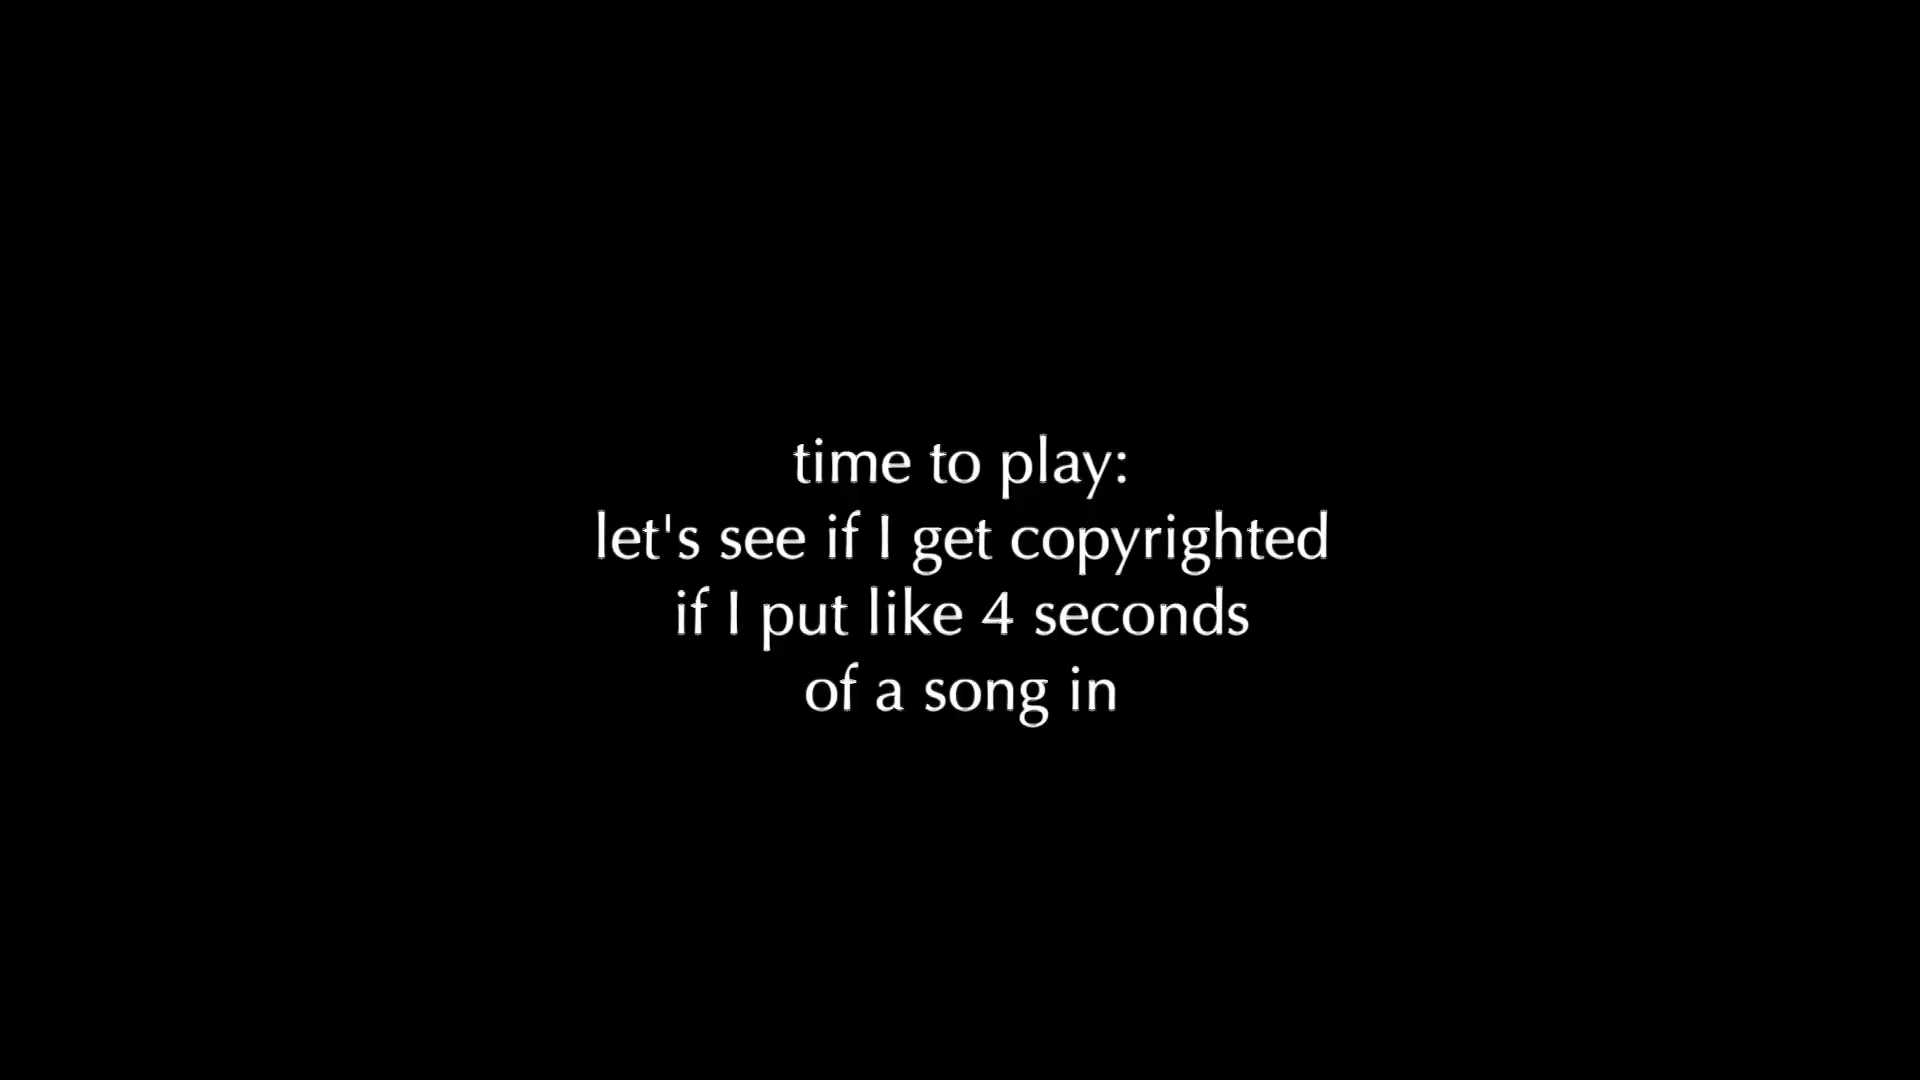 time to play:
let's see if I get copyrighted
if I put like 4 seconds
of a song in